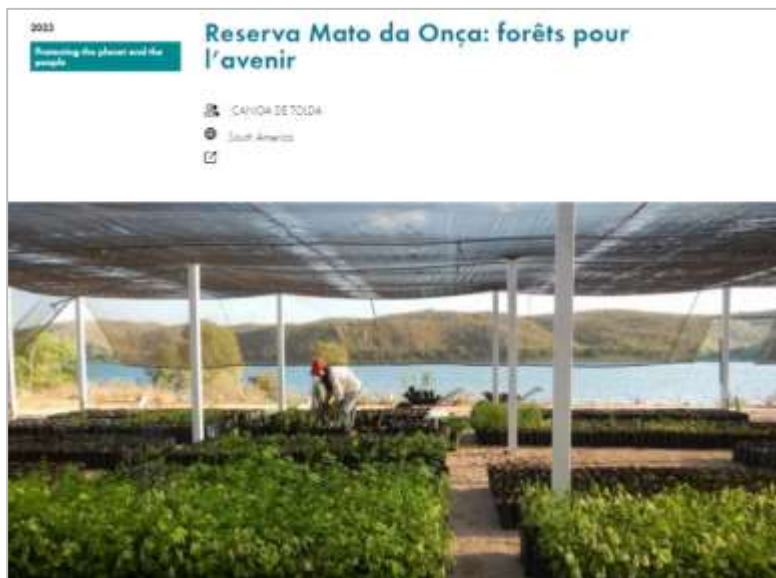 2023
Protecting the planet and the
people
Reserva Mato da Onça: forêts pour
l'avenir
CANOA DE TOLDA
South America